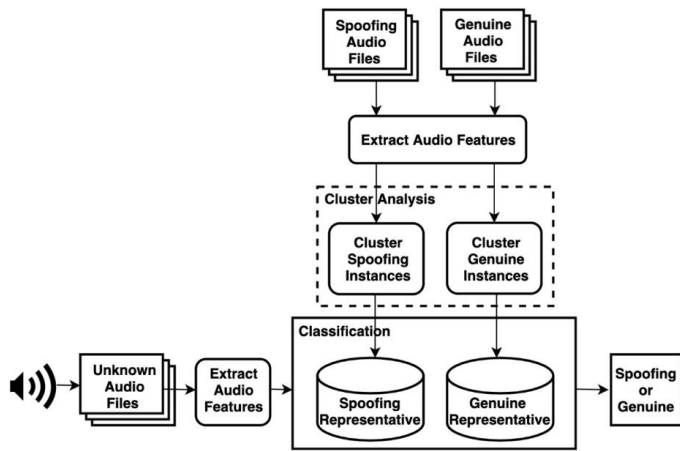 Spoofing
Audio
Files
Genuine
Audio
Files
Extract Audio Features
Cluster Analysis
Cluster
Spoofing
Instances
Cluster
Genuine
Instances
Classification
Unknown
Audio
Files
Extract
Audio
Features
Spoofing
Representative
Genuine
Representative
Spoofing
or
Genuine